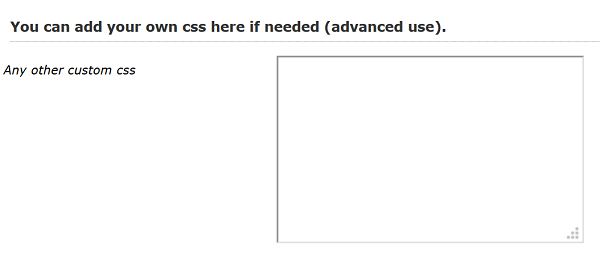 You can add your own css here if needed (advanced use).
Any other custom css